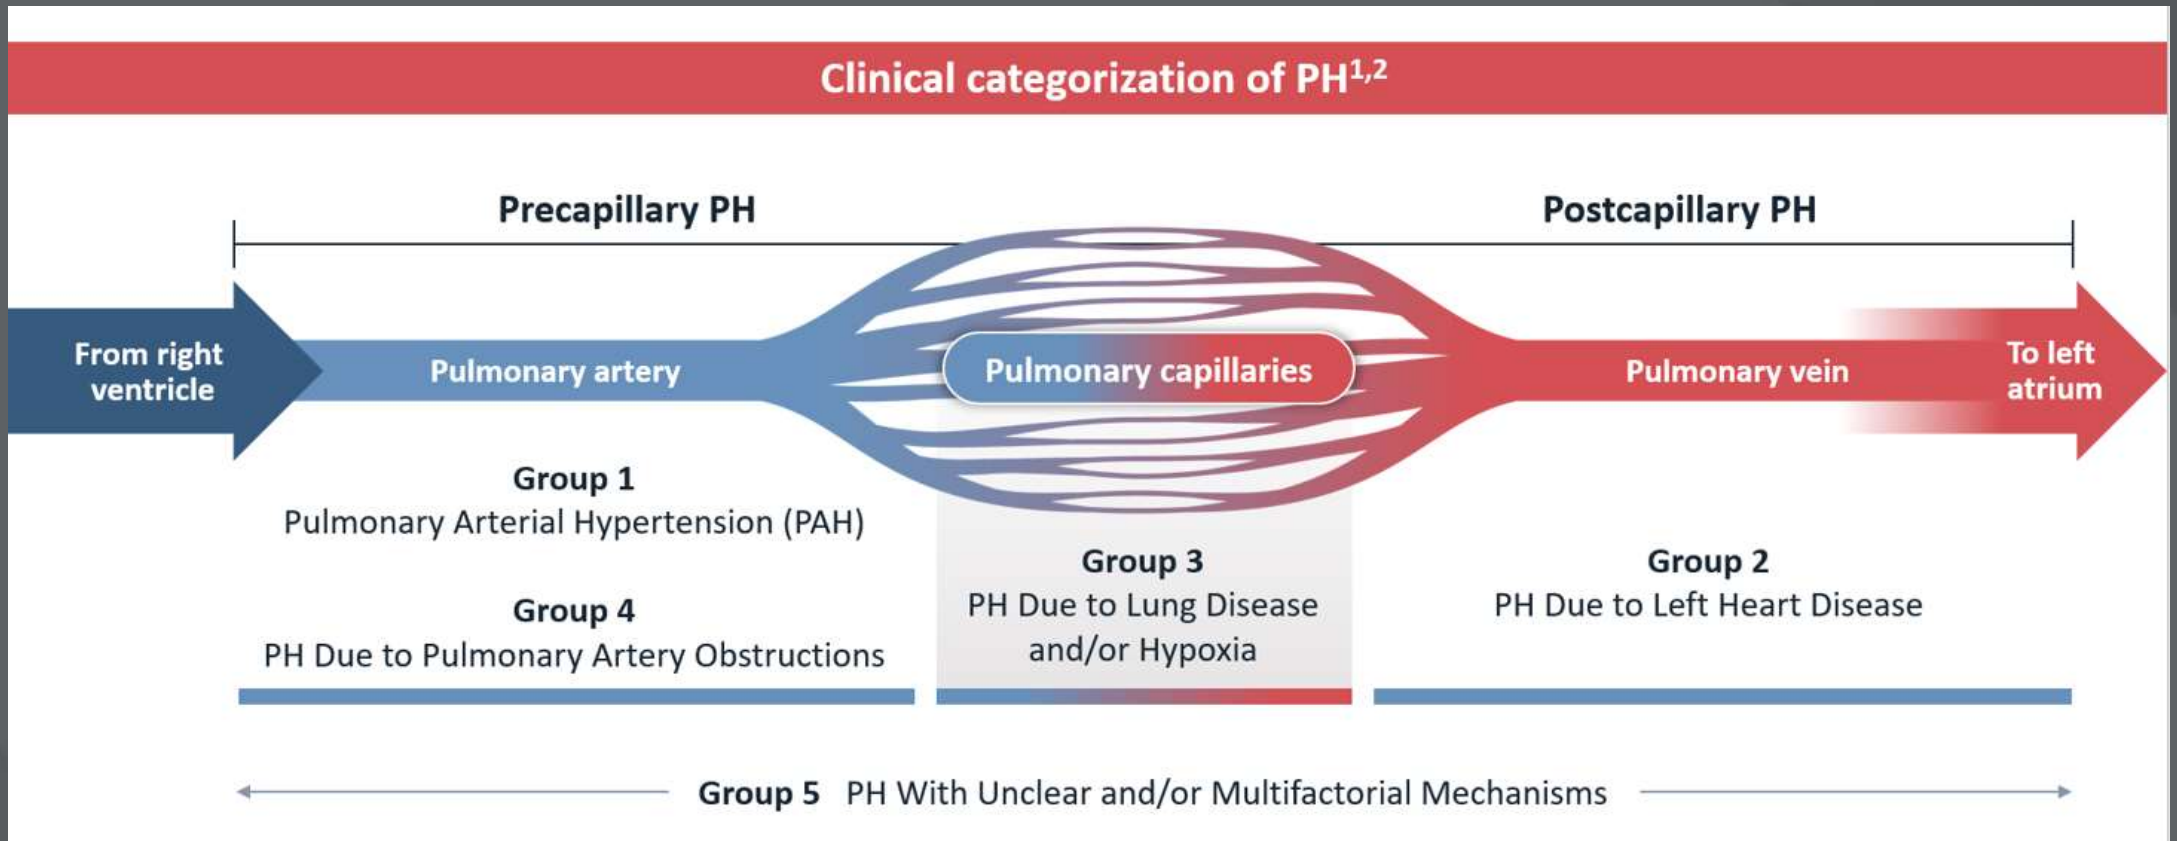 Clinical categorization of PH1,2
Precapillary PH
Postcapillary PH
From right
ventricle
Pulmonary artery
Pulmonary capillaries
Pulmonary vein
To left
atrium
Group 1
Pulmonary Arterial Hypertension (PAH)
Group 4
PH Due to Pulmonary Artery Obstructions
Group 3
PH Due to Lung Disease
and/or Hypoxia
Group 2
PH Due to Left Heart Disease
Group 5 PH With Unclear and/or Multifactorial Mechanisms